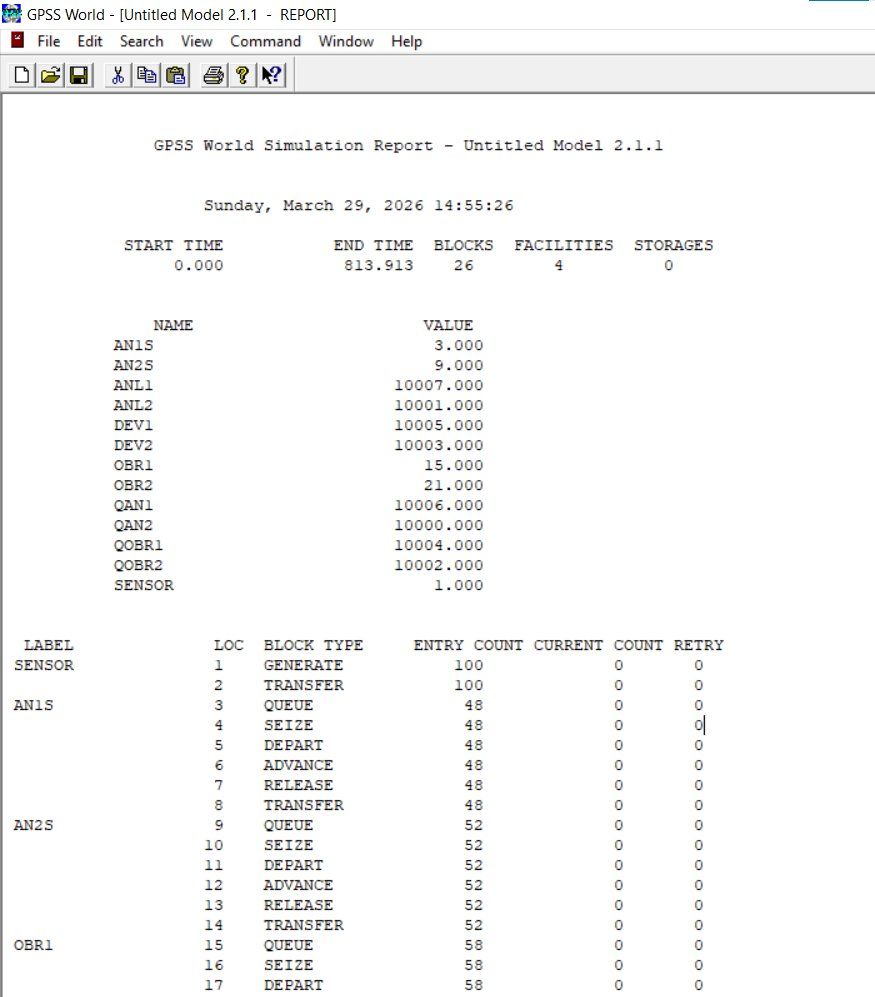 GPSS World - [Untitled Model 2.1.1 - REPORT]
File Edit Search View Command Window Help
GPSS World Simulation Report - Untitled Model 2.1.1
Sunday, March 29, 2026 14:55:26
START TIME END TIME BLOCKS FACILITIES STORAGES
0.000 813.913 26 4 0
NAME VALUE
AN1S 3.000
AN2S 9.000
ANL1 10007.000
ANL2 10001.000
DEV1 10005.000
DEV2 10003.000
OBR1 15.000
OBR2 21.000
QAN1 10006.000
QAN2 10000.000
QOBR1 10004.000
QOBR2 10002.000
SENSOR 1.000
LABEL LOC BLOCK TYPE ENTRY COUNT CURRENT COUNT RETRY
SENSOR 1 GENERATE 100 0 0
2 TRANSFER 100 0 0
AN1S 3 QUEUE 48 0 0
4 SEIZE 48 0 0
5 DEPART 48 0 0
6 ADVANCE 48 0 0
7 RELEASE 48 0 0
8 TRANSFER 48 0 0
AN2S 9 QUEUE 52 0 0
10 SEIZE 52 0 0
11 DEPART 52 0 0
12 ADVANCE 52 0 0
13 RELEASE 52 0 0
14 TRANSFER 52 0 0
OBR1 15 QUEUE 58 0 0
16 SEIZE 58 0 0
17 DEPART 58 0 0